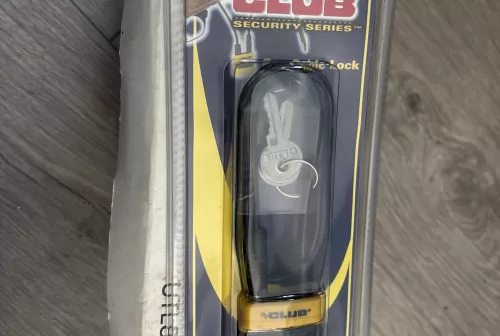 CLUB
SECURITY SERIES™
Cable Lock
CLUB